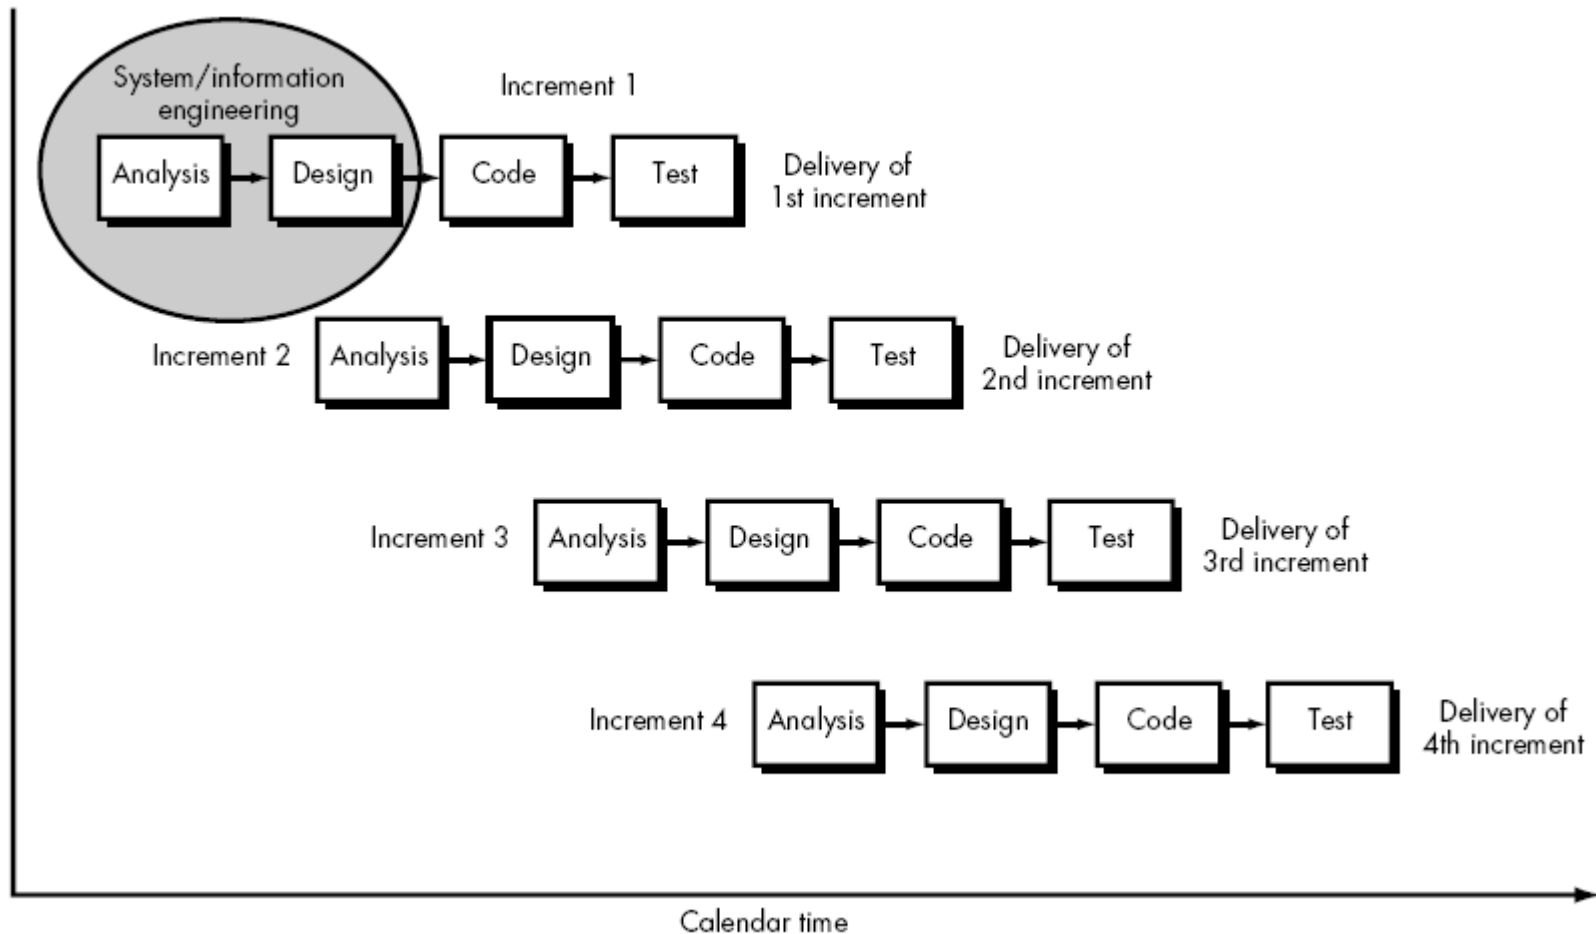 System/information
engineering
Increment 1
Analysis
Design
Code
Test
Delivery of
1st increment
Increment 2
Analysis
Design
Code
Test
Delivery of
2nd increment
Increment 3
Analysis
Design
Code
Test
Delivery of
3rd increment
Increment 4
Analysis
Design
Code
Test
Delivery of
4th increment
Calendar time